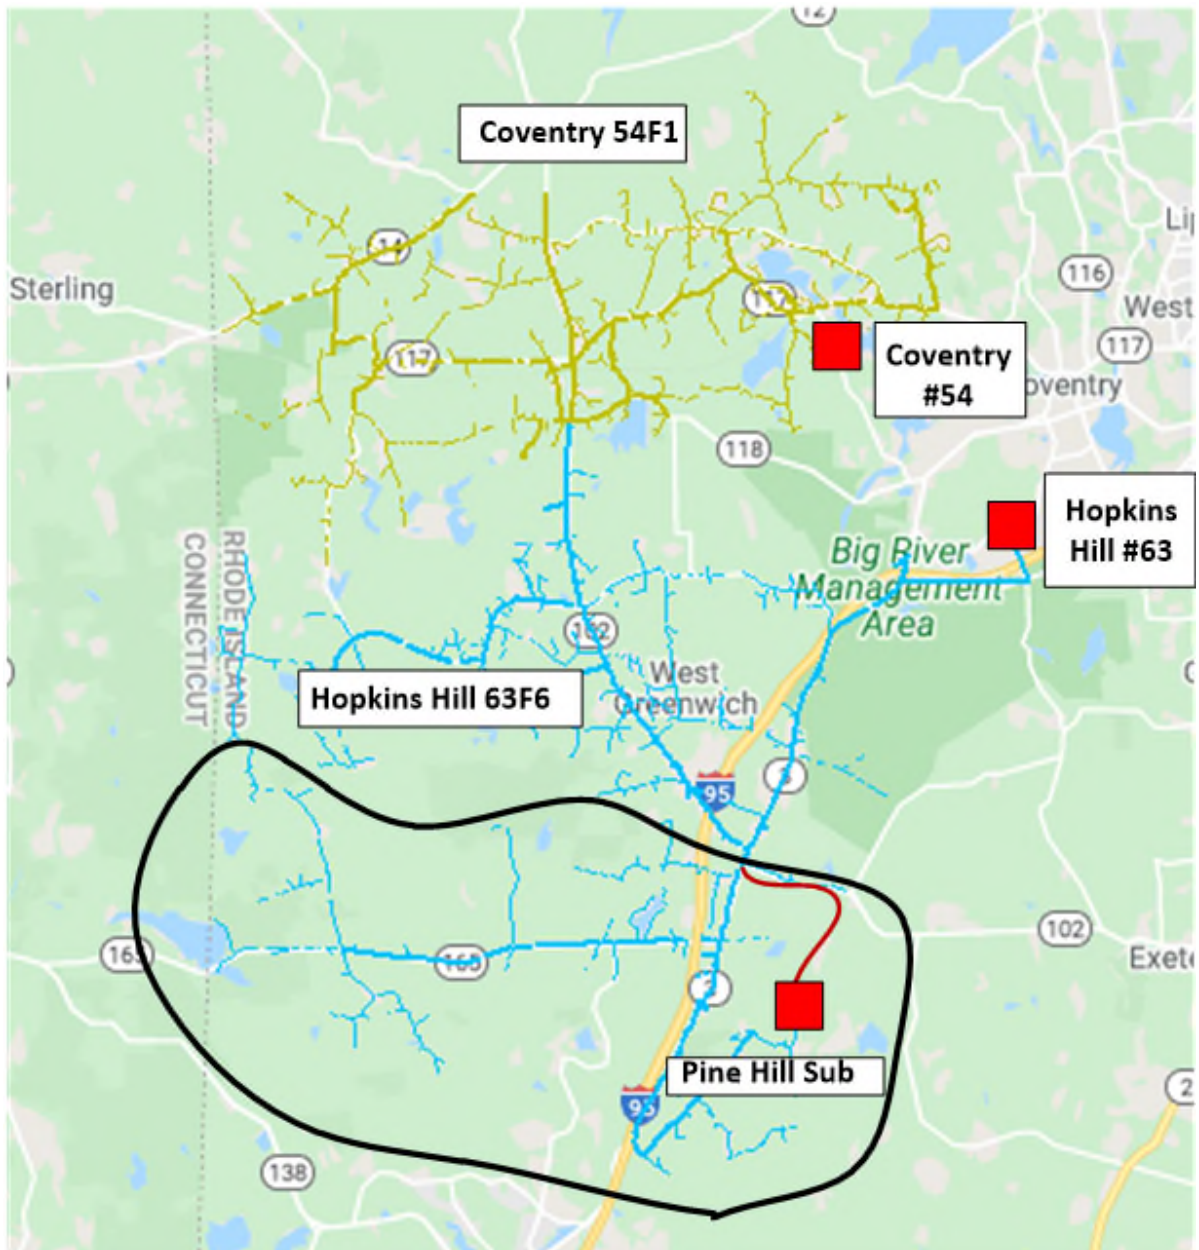 12
Coventry 54F1
14
Sterling
116
West
117
117
117
Coventry
#54
oventry
118
Hopkins
Hill #63
Big River
Management
Area
RHODE ISLAND
CONNECTICUT
102
West
Greenwich
Hopkins Hill 63F6
95
3
165
165
102
Exete
3
Pine Hill Sub
95
2
138